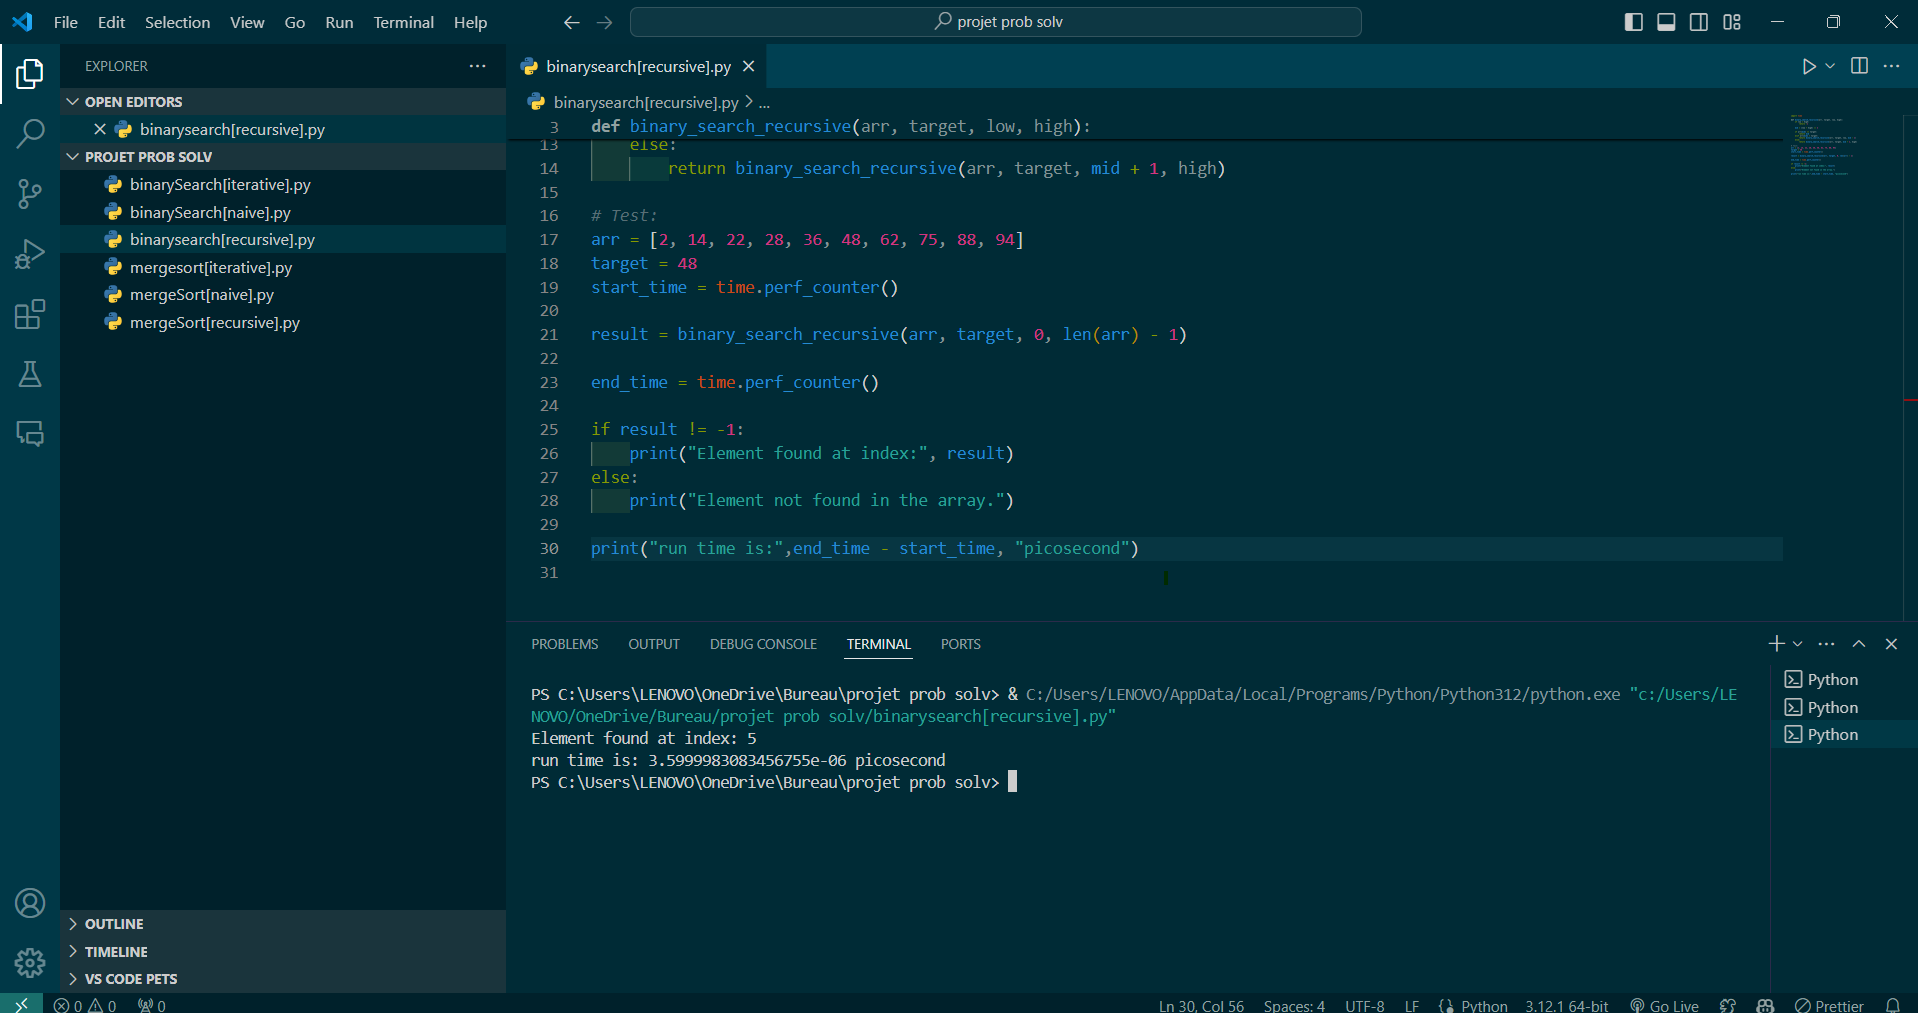 File Edit Selection View Go Run Terminal Help
projet prob solv
EXPLORER
OPEN EDITORS
binarysearch[recursive].py
PROJET PROB SOLV
binarySearch[iterative].py
binarySearch[naive].py
binarysearch[recursive].py
mergesort[iterative].py
mergeSort[naive].py
mergeSort[recursive].py
OUTLINE
TIMELINE
VS CODE PETS
binarysearch[recursive].py
binarysearch[recursive].py > ...
3 def binary_search_recursive(arr, target, low, high):
13 else:
14 return binary_search_recursive(arr, target, mid + 1, high)
15
16 # Test:
17 arr = [2, 14, 22, 28, 36, 48, 62, 75, 88, 94]
18 target = 48
19 start_time = time.perf_counter()
20
21 result = binary_search_recursive(arr, target, 0, len(arr) - 1)
22
23 end_time = time.perf_counter()
24
25 if result != -1:
26 print("Element found at index:", result)
27 else:
28 print("Element not found in the array.")
29
30 print("run time is:",end_time - start_time, "picosecond")
31
PROBLEMS OUTPUT DEBUG CONSOLE TERMINAL PORTS
PS C:\Users\LENOVO\OneDrive\Bureau\projet prob solv> & C:/Users/LENOVO/AppData/Local/Programs/Python/Python312/python.exe "c:/Users/LE
NOVO/OneDrive/Bureau/projet prob solv/binarysearch[recursive].py"
Element found at index: 5
run time is: 3.5999983083456755e-06 picosecond
PS C:\Users\LENOVO\OneDrive\Bureau\projet prob solv>
Python
Python
Python
0 0 0 Ln 30, Col 56 Spaces: 4 UTF-8 LF Python 3.12.1 64-bit Go Live Prettier